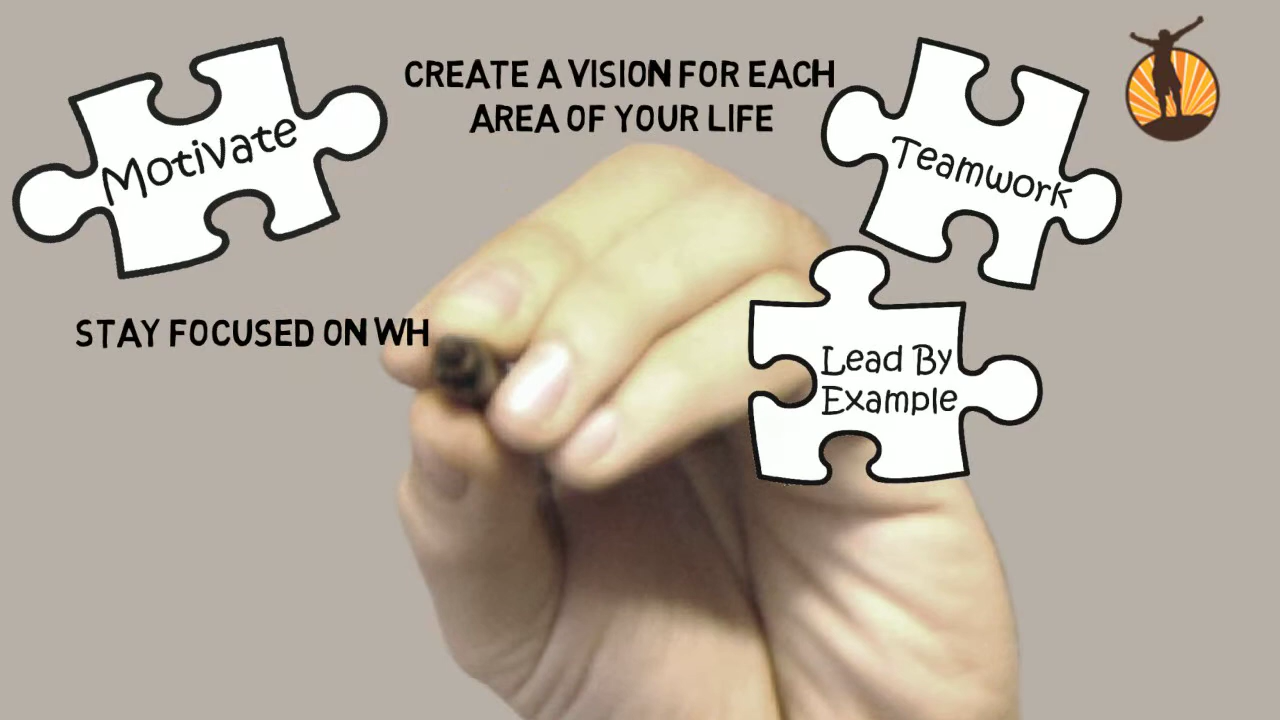 CREATE A VISION FOR EACH
AREA OF YOUR LIFE
Motivate
Teamwork
STAY FOCUSED ON WH
Lead By
Example